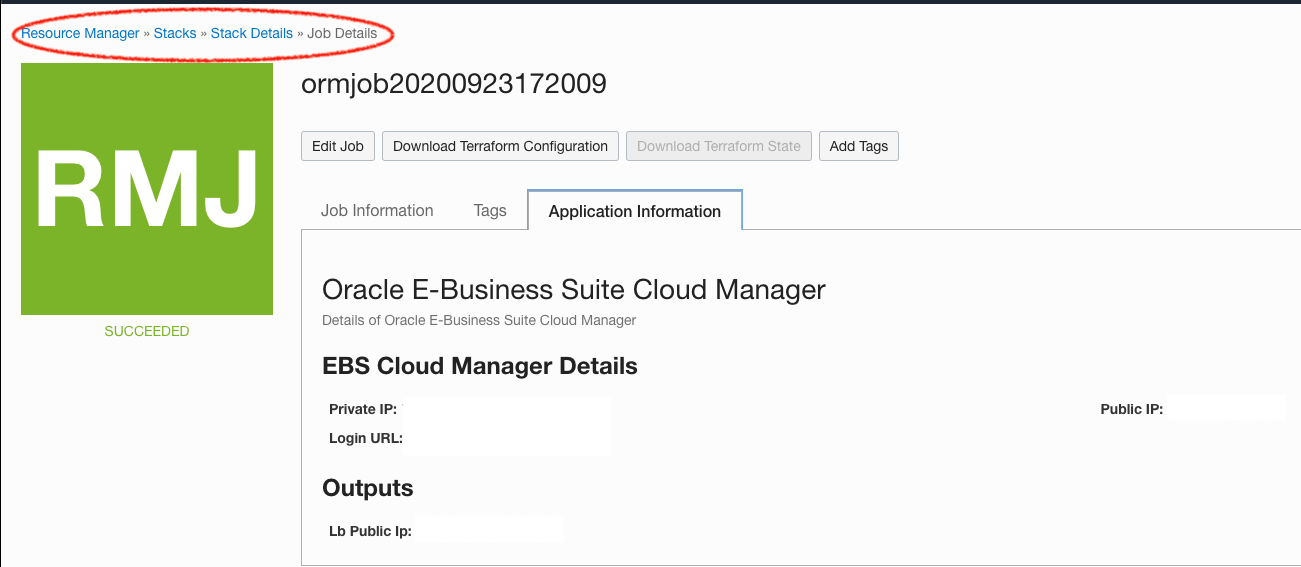 Resource Manager » Stacks » Stack Details » Job Details
RMJ
SUCCEEDED
ormjob20200923172009
Edit Job Download Terraform Configuration Download Terraform State Add Tags
Job Information Tags Application Information
Oracle E-Business Suite Cloud Manager
Details of Oracle E-Business Suite Cloud Manager
EBS Cloud Manager Details
Private IP: Public IP:
Login URL:
Outputs
Lb Public Ip: